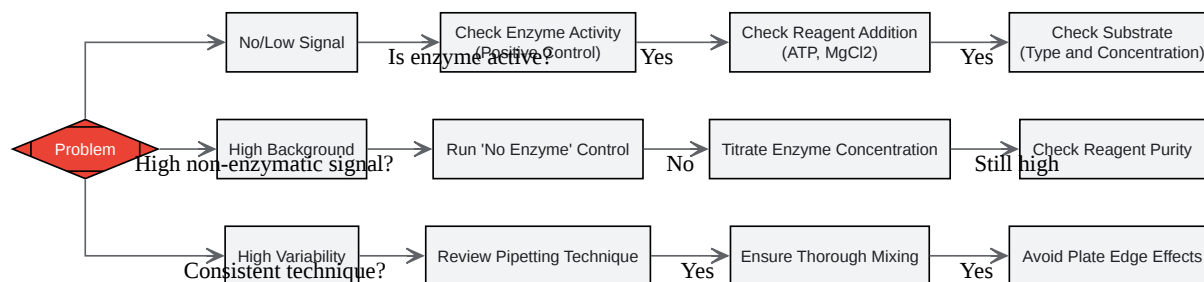 No/Low Signal
Check Enzyme Activity
(Positive Control)
Is enzyme active?
Yes
Check Reagent Addition
(ATP, MgCl2)
Yes
Check Substrate
(Type and Concentration)
Problem
High Background
High non-enzymatic signal?
Run 'No Enzyme' Control
No
Titrate Enzyme Concentration
Still high
Check Reagent Purity
High Variability
Consistent technique?
Review Pipetting Technique
Yes
Ensure Thorough Mixing
Yes
Avoid Plate Edge Effects